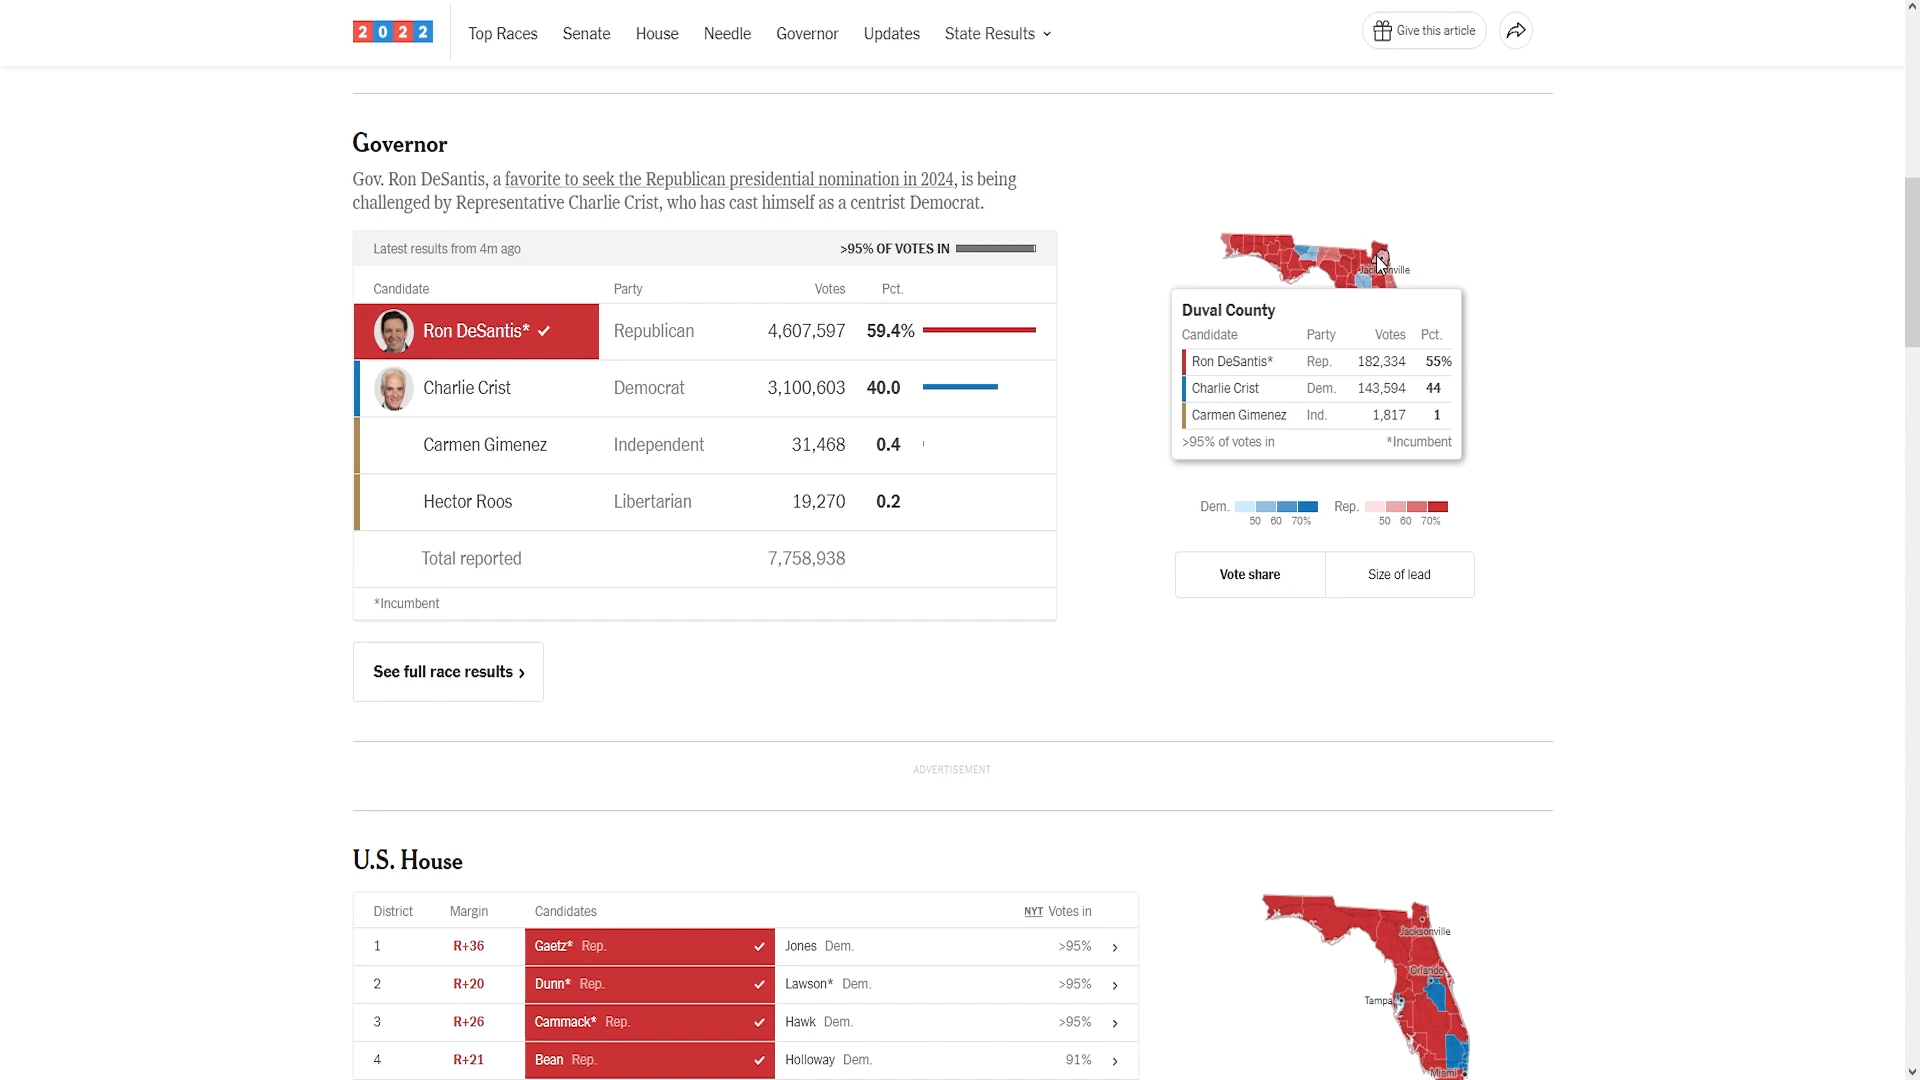 2022 Top Races Senate House Needle Governor Updates State Results Give this article
Governor
Gov. Ron DeSantis, a favorite to seek the Republican presidential nomination in 2024, is being
challenged by Representative Charlie Crist, who has cast himself as a centrist Democrat.
Latest results from 4m ago >95% OF VOTES IN
Candidate Party Votes Pct.
Ron DeSantis* Republican 4,607,597 59.4%
Charlie Crist Democrat 3,100,603 40.0
Carmen Gimenez Independent 31,468 0.4
Hector Roos Libertarian 19,270 0.2
Total reported 7,758,938
*Incumbent
See full race results ›
Jacksonville
Duval County
Candidate Party Votes Pct.
Ron DeSantis* Rep. 182,334 55%
Charlie Crist Dem. 143,594 44
Carmen Gimenez Ind. 1,817 1
>95% of votes in *Incumbent
Dem. Rep.
50 60 70% 50 60 70%
Vote share Size of lead
ADVERTISEMENT
U.S. House
District Margin Candidates NYT Votes in
1 R+36 Gaetz* Rep. Jones Dem. >95%
2 R+20 Dunn* Rep. Lawson* Dem. >95%
3 R+26 Cammack* Rep. Hawk Dem. >95%
4 R+21 Bean Rep. Holloway Dem. 91%
Jacksonville
Orlando
Tampa
Miami